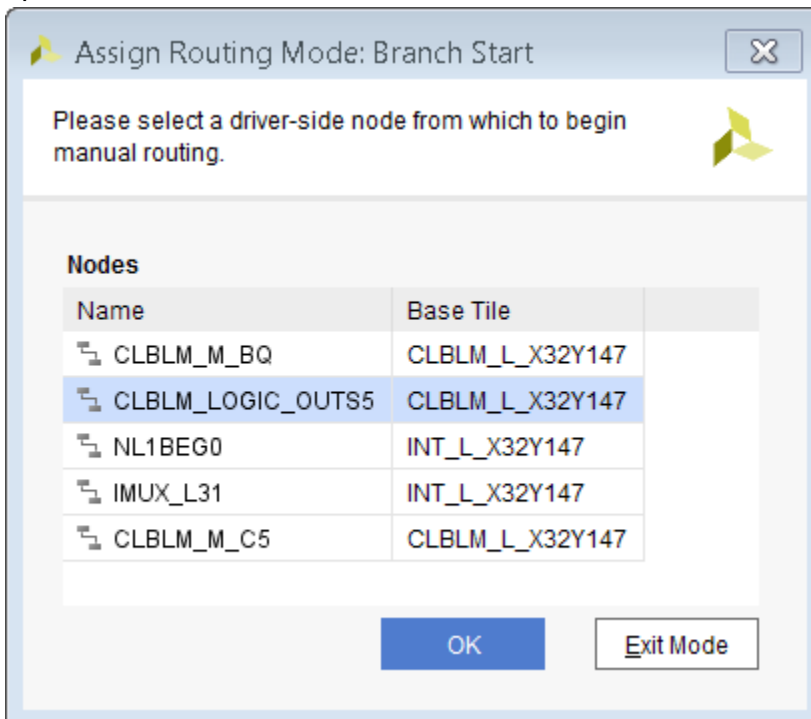 Assign Routing Mode: Branch Start
Please select a driver-side node from which to begin
manual routing.
Nodes
Name Base Tile
CLBLM_M_BQ CLBLM_L_X32Y147
CLBLM_LOGIC_OUTS5 CLBLM_L_X32Y147
NL1BEG0 INT_L_X32Y147
IMUX_L31 INT_L_X32Y147
CLBLM_M_C5 CLBLM_L_X32Y147
OK Exit Mode